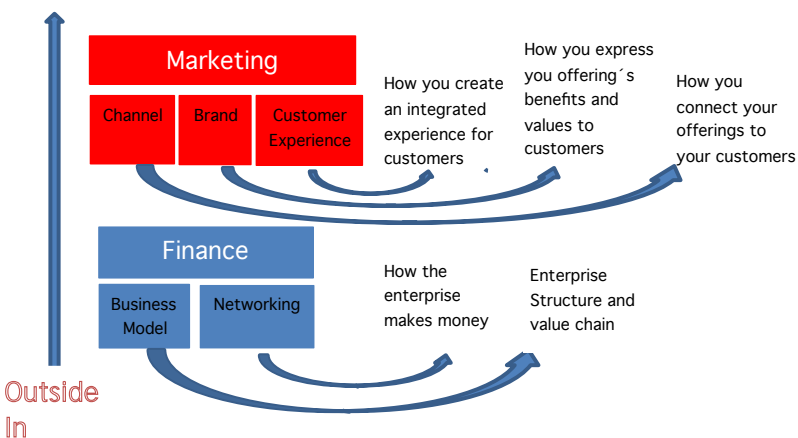 Marketing
Channel
Brand
Customer
Experience
How you create
an integrated
experience for
customers
How you express
you offering´s
benefits and
values to
customers
How you
connect your
offerings to
your customers
Finance
Business
Model
Networking
How the
enterprise
makes money
Enterprise
Structure and
value chain
Outside
In